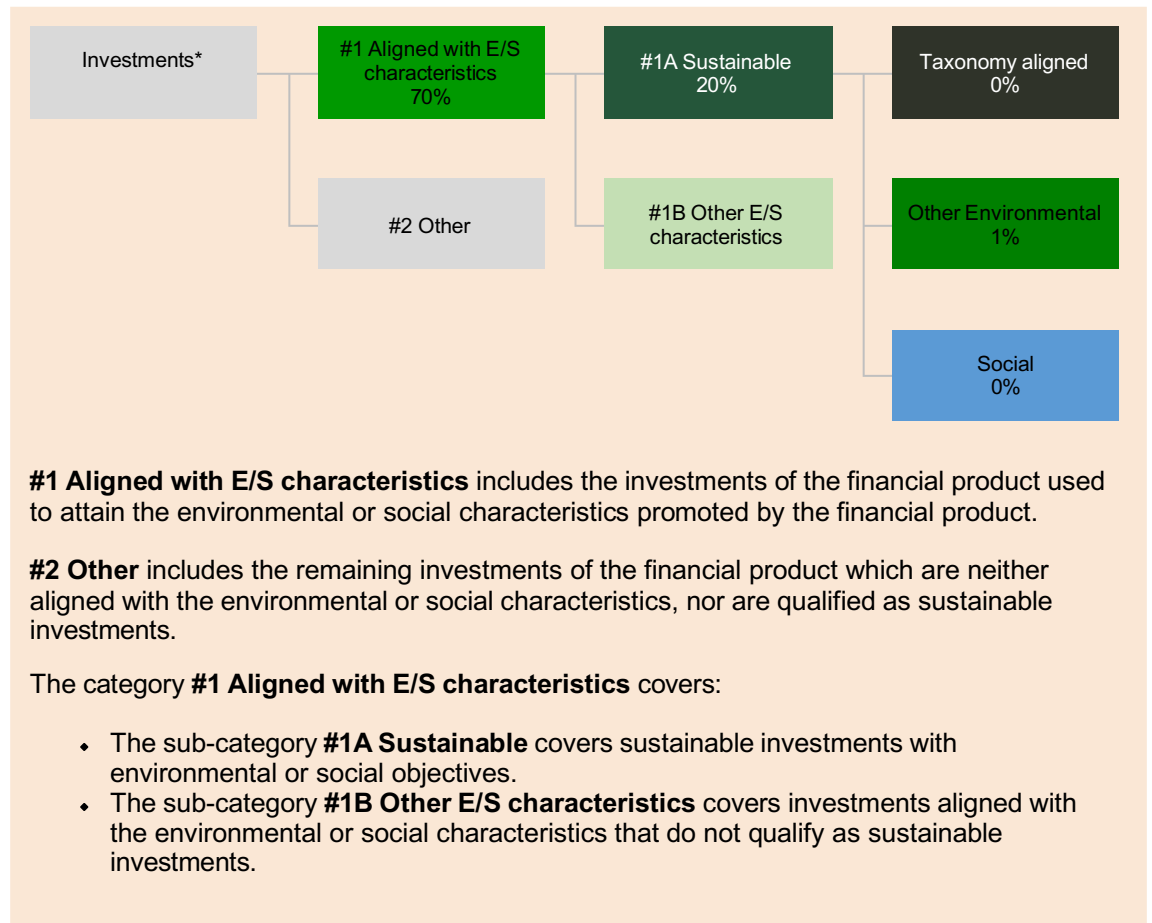 Investments*
#1 Aligned with E/S
characteristics
70%
#1A Sustainable
20%
Taxonomy aligned
0%
#2 Other
#1B Other E/S
characteristics
Other Environmental
1%
Social
0%
#1 Aligned with E/S characteristics includes the investments of the financial product used
to attain the environmental or social characteristics promoted by the financial product.
#2 Other includes the remaining investments of the financial product which are neither
aligned with the environmental or social characteristics, nor are qualified as sustainable
investments.
The category #1 Aligned with E/S characteristics covers:
• The sub-category #1A Sustainable covers sustainable investments with
environmental or social objectives.
• The sub-category #1B Other E/S characteristics covers investments aligned with
the environmental or social characteristics that do not qualify as sustainable
investments.